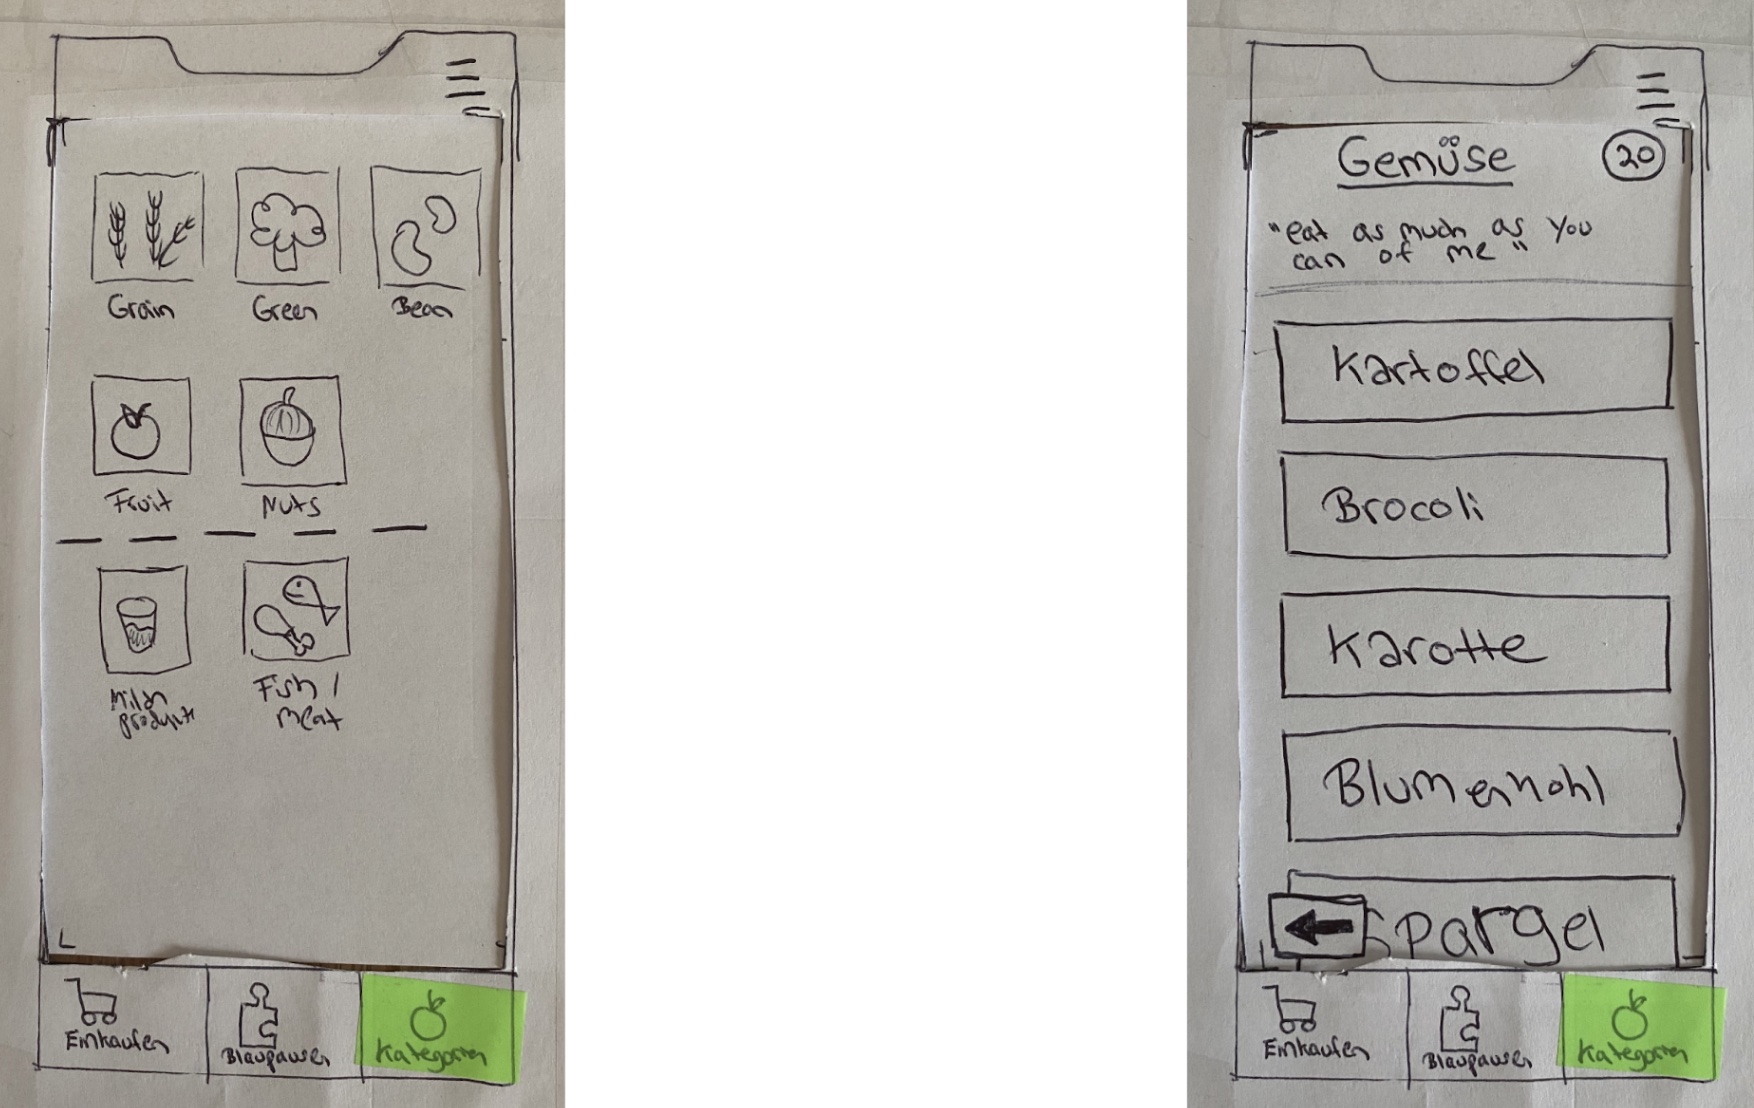 Grain
Green
Bean
Fruit
Nuts
Milch
produkt
Fish /
meat
Einkaufen
Blaupausen
Kategorien
Gemüse
20
"eat as much as you
can of me"
Kartoffel
Brocoli
Karotte
Blumenkohl
Spargel
Einkaufen
Blaupausen
Kategorien